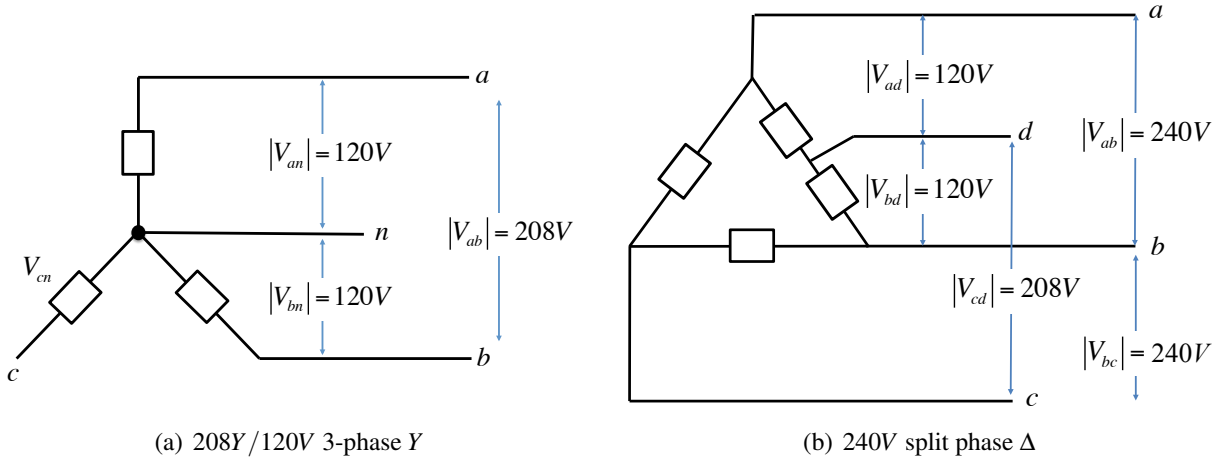 a
|V_an| = 120V
n
|V_ab| = 208V
V_cn
|V_bn| = 120V
b
c
(a) 208Y/120V 3-phase Y
a
|V_ad| = 120V
d
|V_ab| = 240V
|V_bd| = 120V
b
|V_cd| = 208V
|V_bc| = 240V
c
(b) 240V split phase Δ